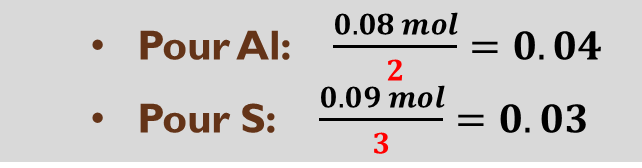 • Pour Al: 0.08 mol / 2 = 0.04
• Pour S: 0.09 mol / 3 = 0.03